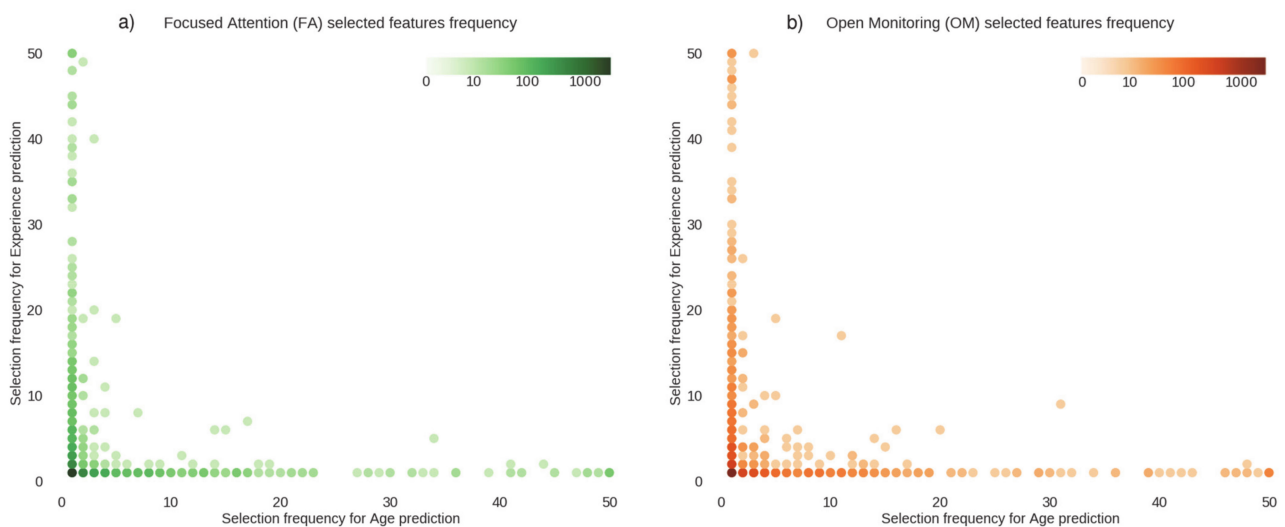 a) Focused Attention (FA) selected features frequency
50
40
30
20
10
0
0 10 100 1000
Selection frequency for Experience prediction
0 10 20 30 40 50
Selection frequency for Age prediction
b) Open Monitoring (OM) selected features frequency
50
40
30
20
10
0
0 10 100 1000
Selection frequency for Experience prediction
0 10 20 30 40 50
Selection frequency for Age prediction